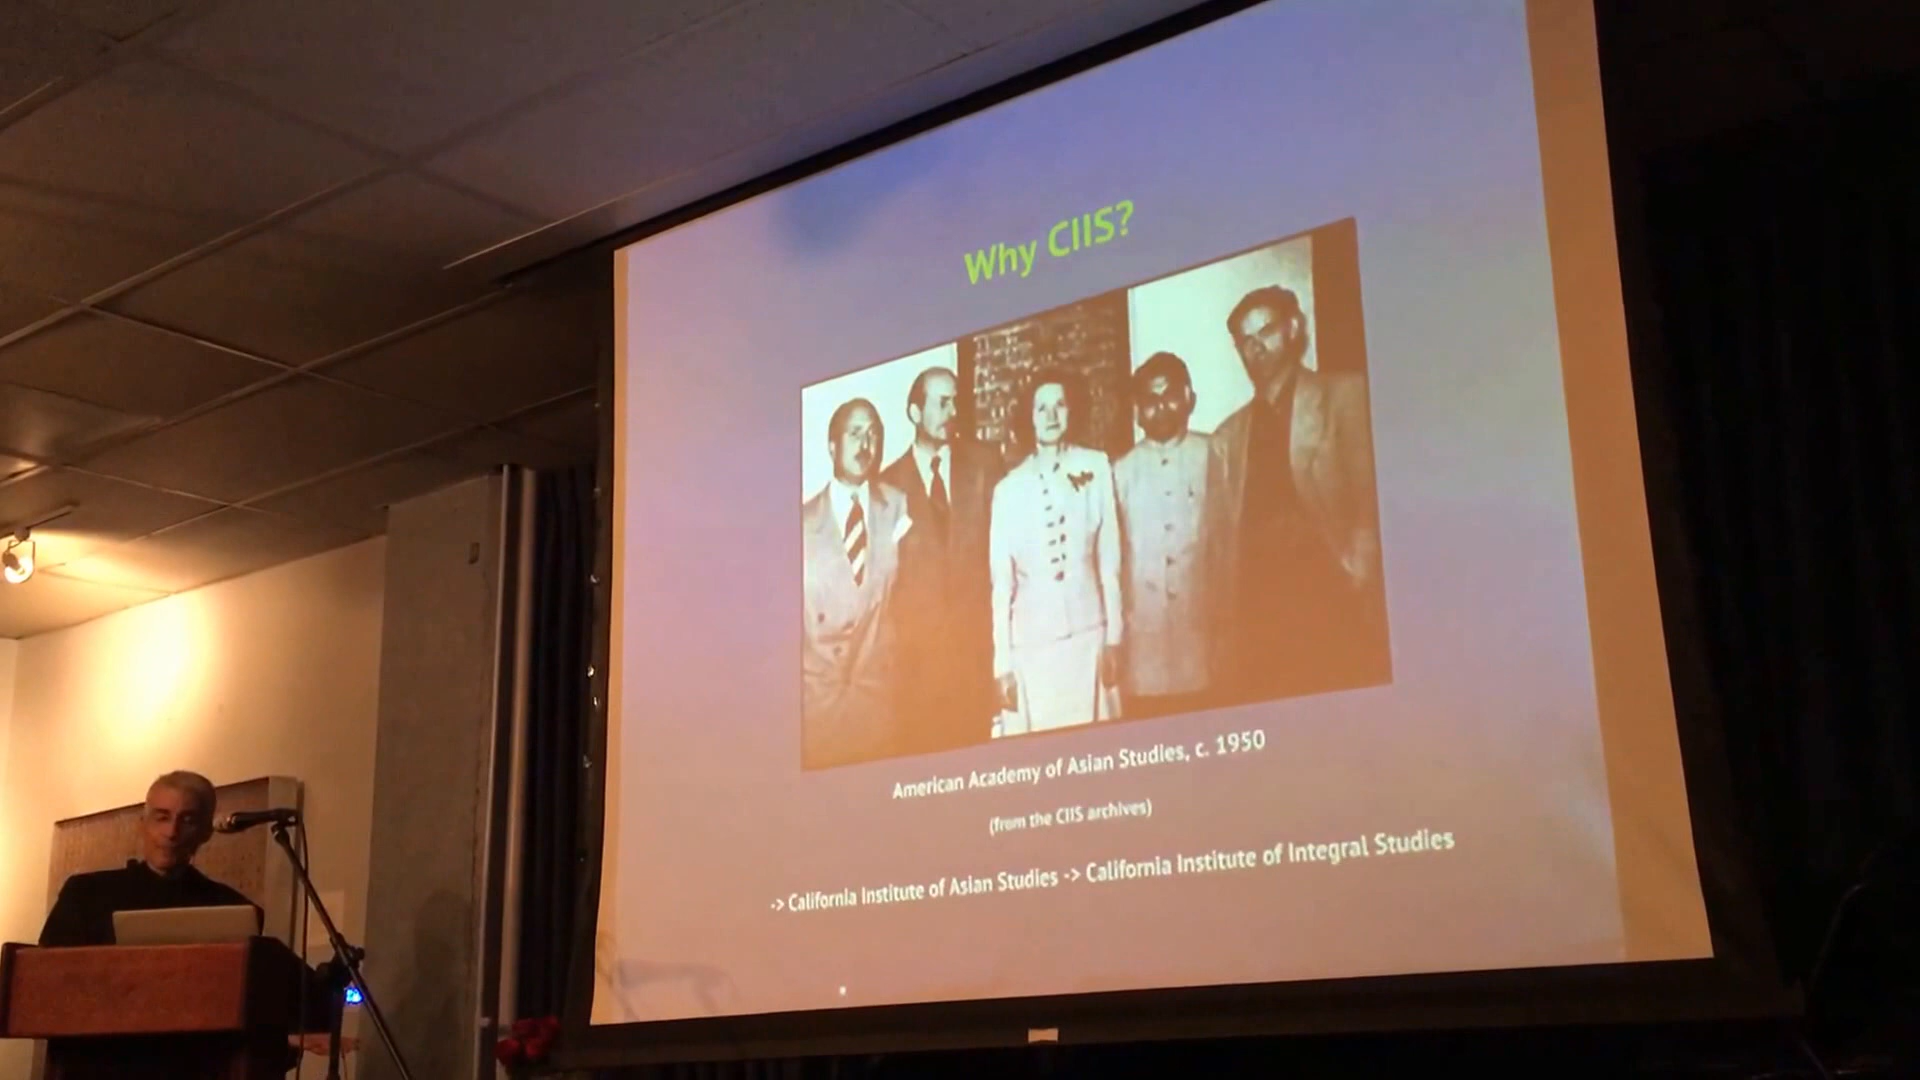 Why CIIS?
American Academy of Asian Studies, c. 1950
(from the CIIS archives)
-> California Institute of Asian Studies -> California Institute of Integral Studies